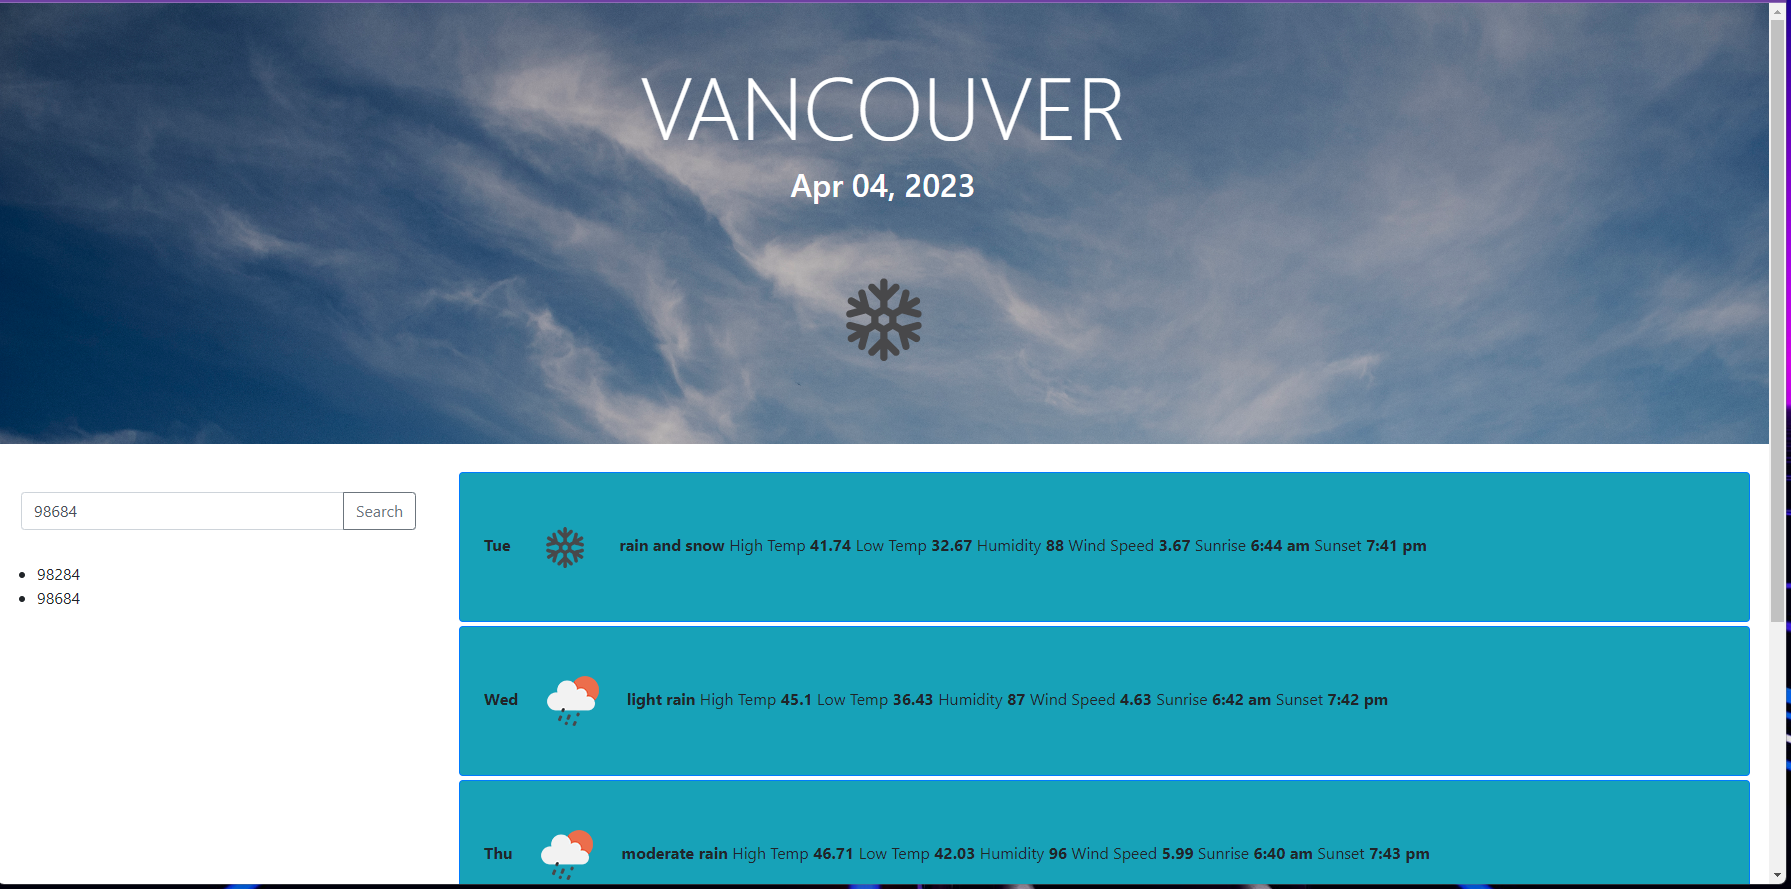 VANCOUVER
Apr 04, 2023
98684 Search
98284
98684
Tue rain and snow High Temp 41.74 Low Temp 32.67 Humidity 88 Wind Speed 3.67 Sunrise 6:44 am Sunset 7:41 pm
Wed light rain High Temp 45.1 Low Temp 36.43 Humidity 87 Wind Speed 4.63 Sunrise 6:42 am Sunset 7:42 pm
Thu moderate rain High Temp 46.71 Low Temp 42.03 Humidity 96 Wind Speed 5.99 Sunrise 6:40 am Sunset 7:43 pm